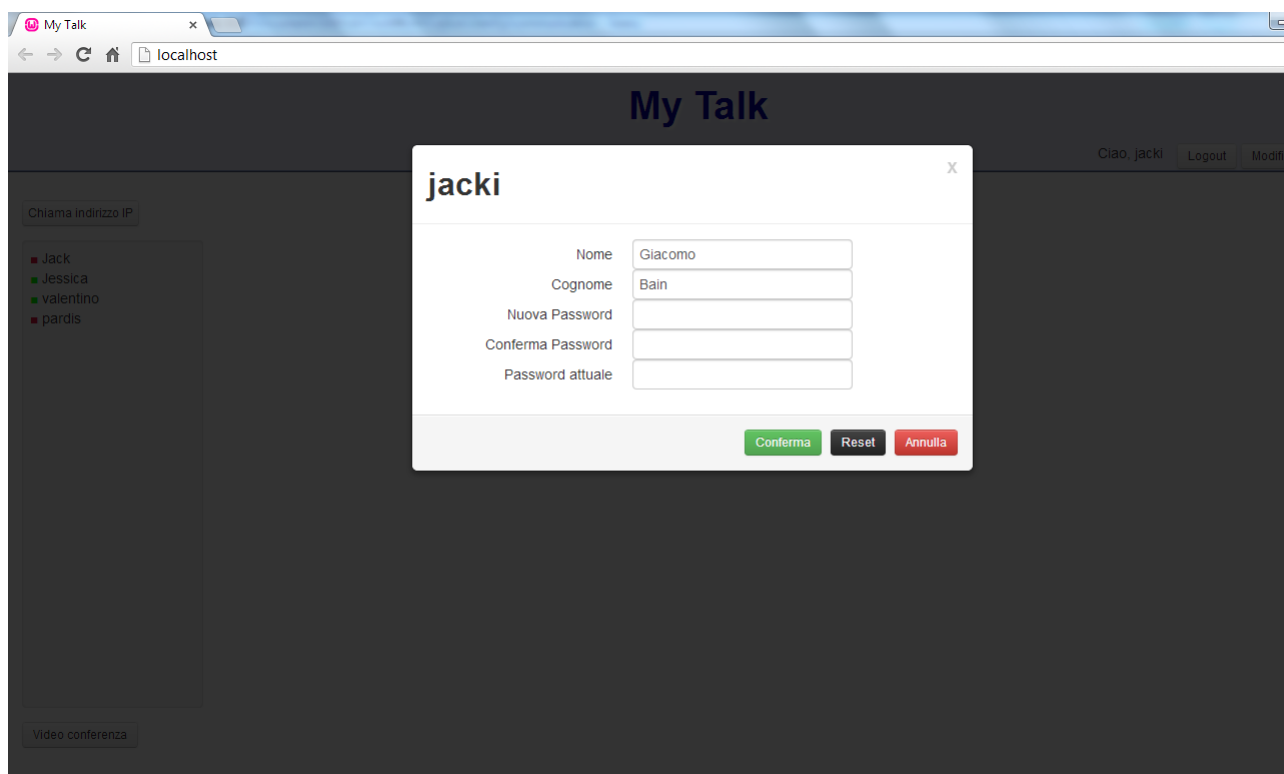 My Talk
localhost
My Talk
Ciao, jacki Logout Modifi
jacki x
Chiama indirizzo IP
Jack
Jessica
valentino
pardis
Nome Giacomo
Cognome Bain
Nuova Password
Conferma Password
Password attuale
Conferma Reset Annulla
Video conferenza